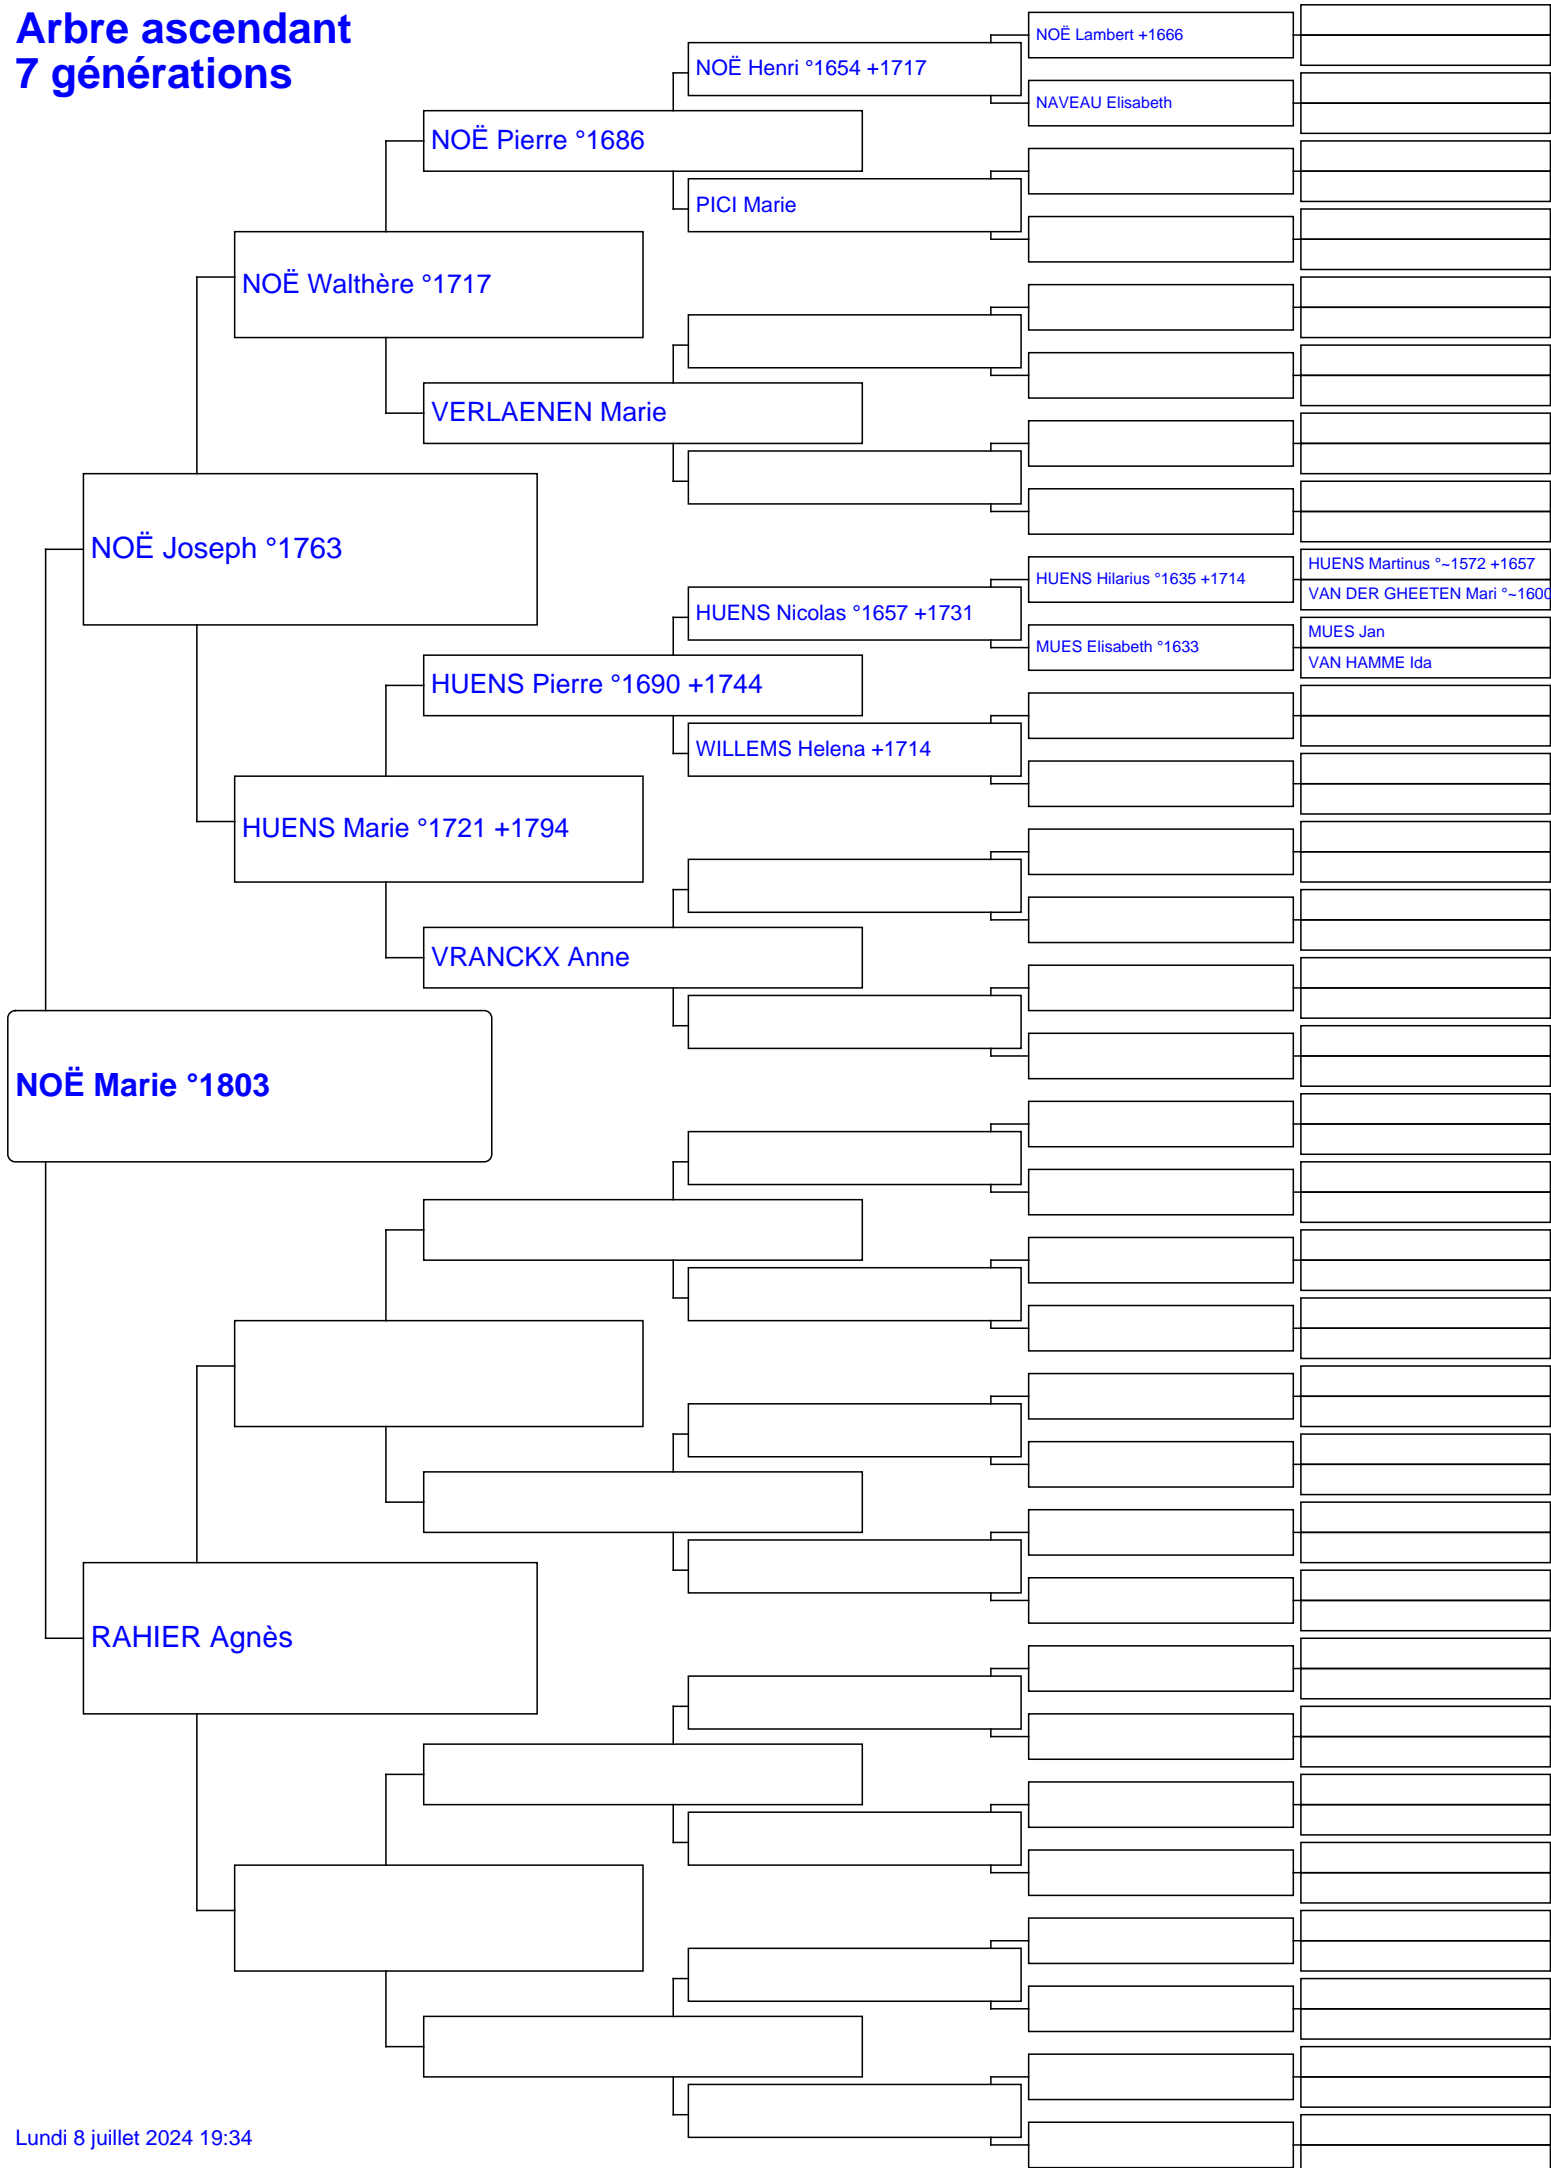 Arbre ascendant
7 générations
NOË Lambert +1666
NOË Henri °1654 +1717
NAVEAU Elisabeth
NOË Pierre °1686
PICI Marie
NOË Walthère °1717
VERLAENEN Marie
NOË Joseph °1763
HUENS Martinus °~1572 +1657
HUENS Hilarius °1635 +1714
VAN DER GHEETEN Mari °~1600
HUENS Nicolas °1657 +1731
MUES Jan
MUES Elisabeth °1633
VAN HAMME Ida
HUENS Pierre °1690 +1744
WILLEMS Helena +1714
HUENS Marie °1721 +1794
VRANCKX Anne
NOË Marie °1803
RAHIER Agnès
Lundi 8 juillet 2024 19:34